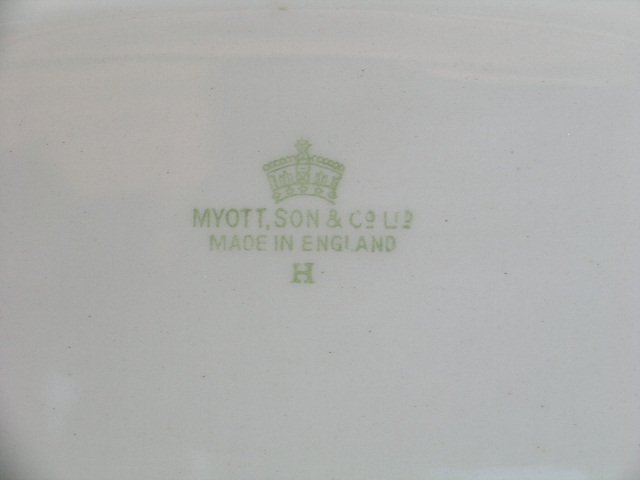 MYOTT, SON & Co LTD
MADE IN ENGLAND
H